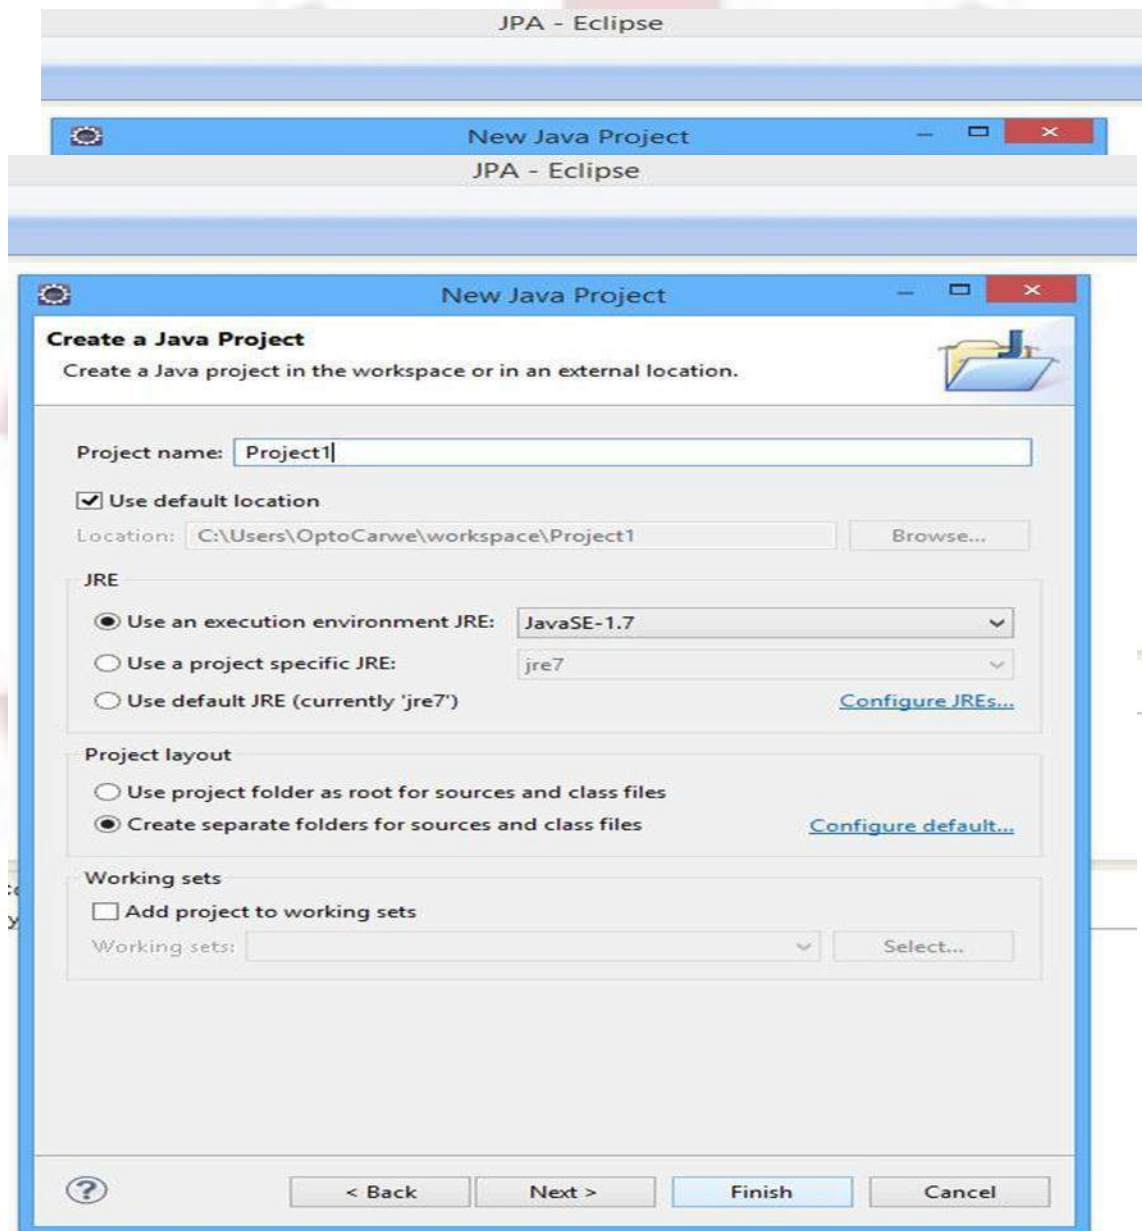 JPA - Eclipse
New Java Project
JPA - Eclipse
New Java Project
Create a Java Project
Create a Java project in the workspace or in an external location.
Project name: Project1
Use default location
Location: C:\Users\OptoCarwe\workspace\Project1 Browse...
JRE
Use an execution environment JRE: JavaSE-1.7
Use a project specific JRE: jre7
Use default JRE (currently 'jre7') Configure JREs...
Project layout
Use project folder as root for sources and class files
Create separate folders for sources and class files Configure default...
Working sets
Add project to working sets
Working sets: Select...
? < Back Next > Finish Cancel